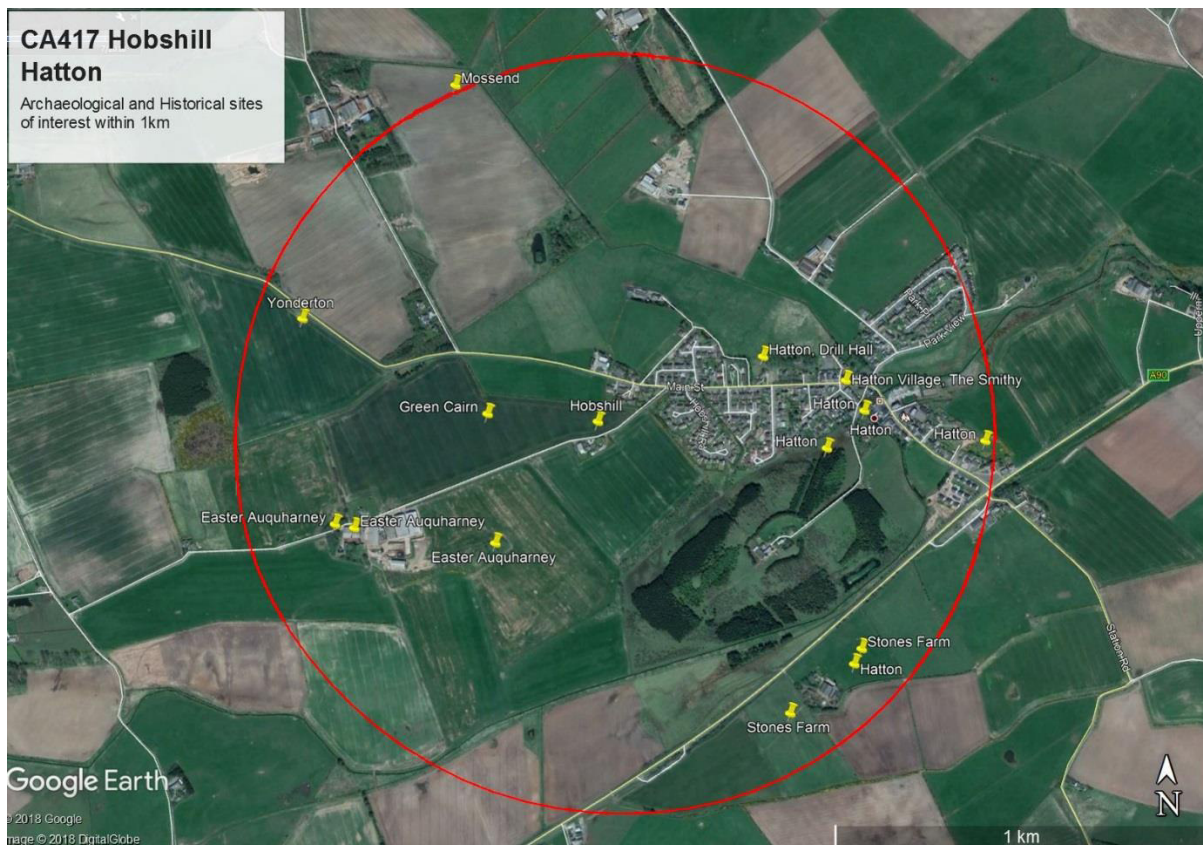 CA417 Hobshill
Hatton
Archaeological and Historical sites
of interest within 1km
Mossend
Yonderton
Park Pl
Park View
Hatton, Drill Hall
A90
Hatton Village, The Smithy
Main St
Green Cairn
Hobshill
Hatton
Hatton
Hatton
Hatton
Easter Auquharney
Easter Auquharney
Easter Auquharney
Stones Farm
Hatton
Station Rd
Stones Farm
Google Earth
N
© 2018 Google
Image © 2018 DigitalGlobe
1 km